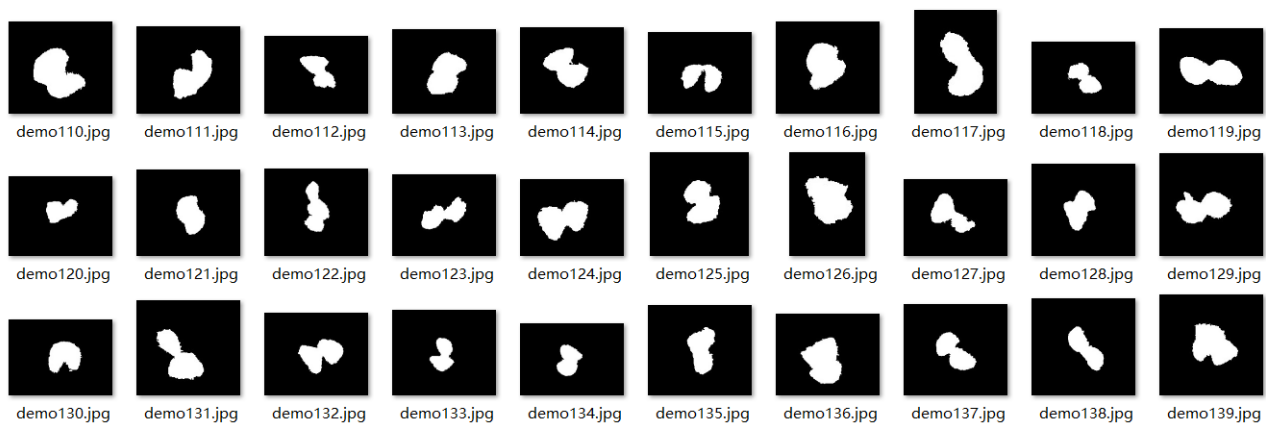 demo110.jpg demo111.jpg demo112.jpg demo113.jpg demo114.jpg demo115.jpg demo116.jpg demo117.jpg demo118.jpg demo119.jpg
demo120.jpg demo121.jpg demo122.jpg demo123.jpg demo124.jpg demo125.jpg demo126.jpg demo127.jpg demo128.jpg demo129.jpg
demo130.jpg demo131.jpg demo132.jpg demo133.jpg demo134.jpg demo135.jpg demo136.jpg demo137.jpg demo138.jpg demo139.jpg